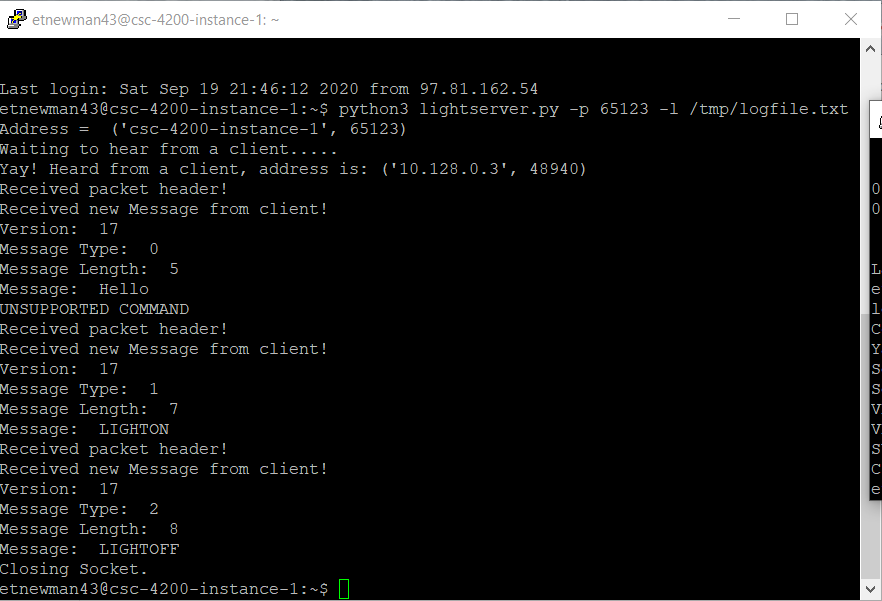 etnewman43@csc-4200-instance-1: ~
Last login: Sat Sep 19 21:46:12 2020 from 97.81.162.54
etnewman43@csc-4200-instance-1:~$ python3 lightserver.py -p 65123 -l /tmp/logfile.txt
Address =  ('csc-4200-instance-1', 65123)
Waiting to hear from a client.....
Yay! Heard from a client, address is: ('10.128.0.3', 48940)
Received packet header!
Received new Message from client!
Version:  17
Message Type:  0
Message Length:  5
Message:  Hello
UNSUPPORTED COMMAND
Received packet header!
Received new Message from client!
Version:  17
Message Type:  1
Message Length:  7
Message:  LIGHTON
Received packet header!
Received new Message from client!
Version:  17
Message Type:  2
Message Length:  8
Message:  LIGHTOFF
Closing Socket.
etnewman43@csc-4200-instance-1:~$
0
0
L
e
l
C
Y
S
S
V
V
S
C
e